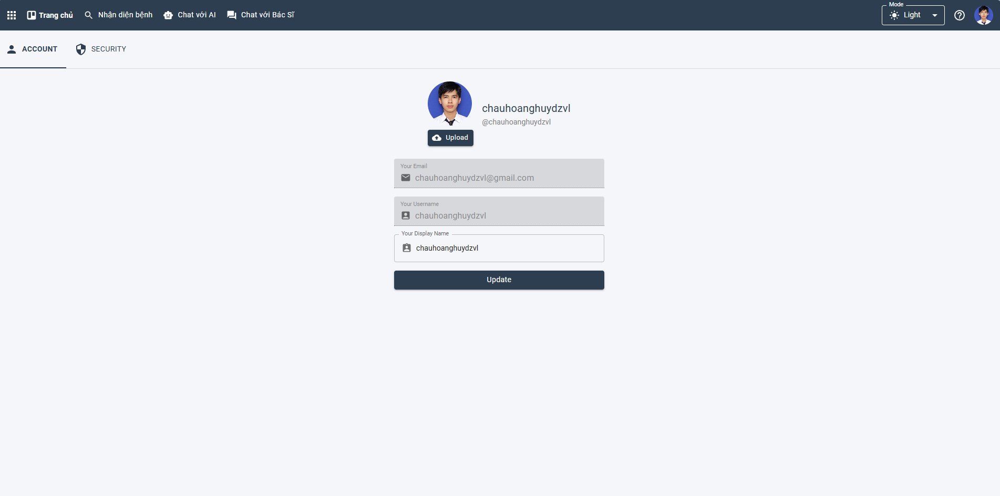 Trang chủ
Nhận diện bệnh
Chat với AI
Chat với Bác Sĩ
Mode
Light
ACCOUNT
SECURITY
chauhoanghuydzvl
@chauhoanghuydzvl
Upload
Your Email
chauhoanghuydzvl@gmail.com
Your Username
chauhoanghuydzvl
Your Display Name
chauhoanghuydzvl
Update